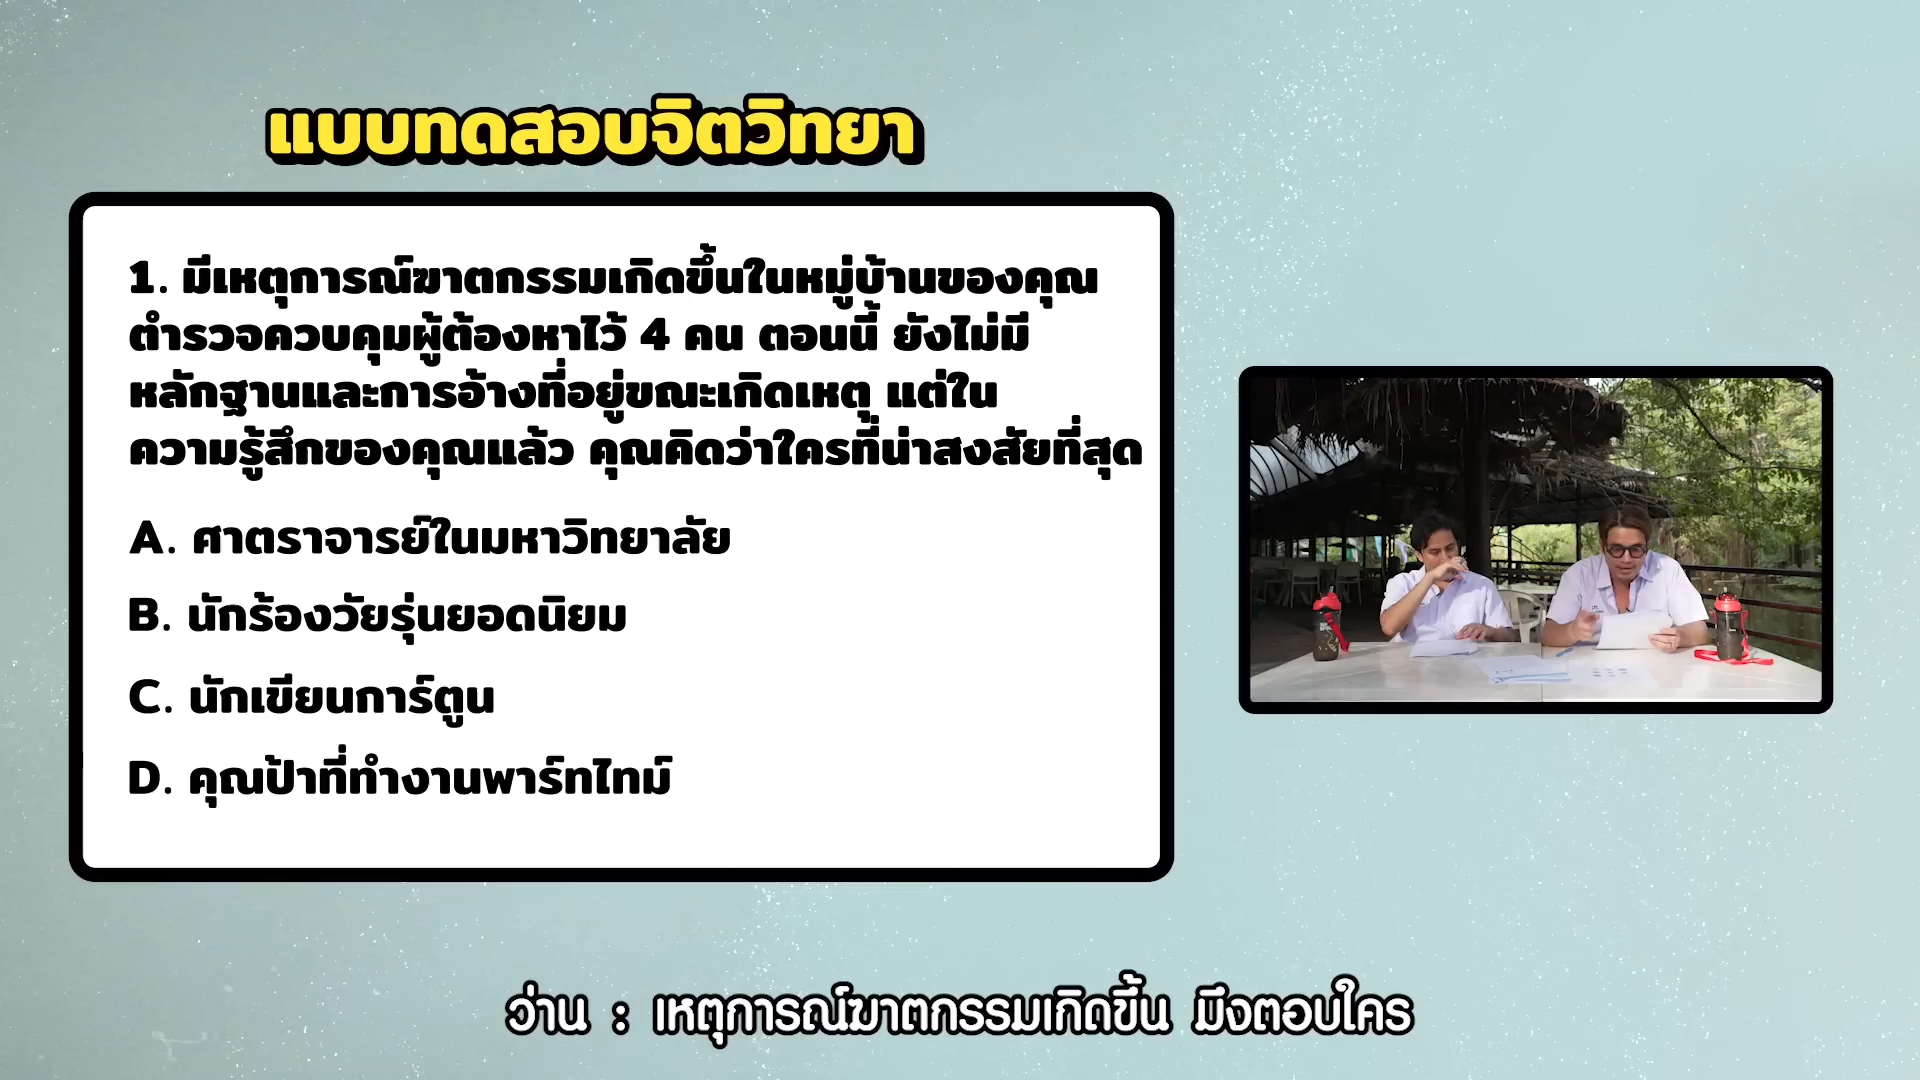 แบบทดสอบจิตวิทยา
1. มีเหตุการณ์ฆาตกรรมเกิดขึ้นในหมู่บ้านของคุณ
ตำรวจควบคุมผู้ต้องหาไว้ 4 คน ตอนนี้ ยังไม่มี
หลักฐานและการอ้างที่อยู่ขณะเกิดเหตุ แต่ใน
ความรู้สึกของคุณแล้ว คุณคิดว่าใครที่น่าสงสัยที่สุด
A. ศาตราจารย์ในมหาวิทยาลัย
B. นักร้องวัยรุ่นยอดนิยม
C. นักเขียนการ์ตูน
D. คุณป้าที่ทำงานพาร์ทไทม์
ว่าน : เหตุการณ์ฆาตกรรมเกิดขึ้น มึงตอบใคร